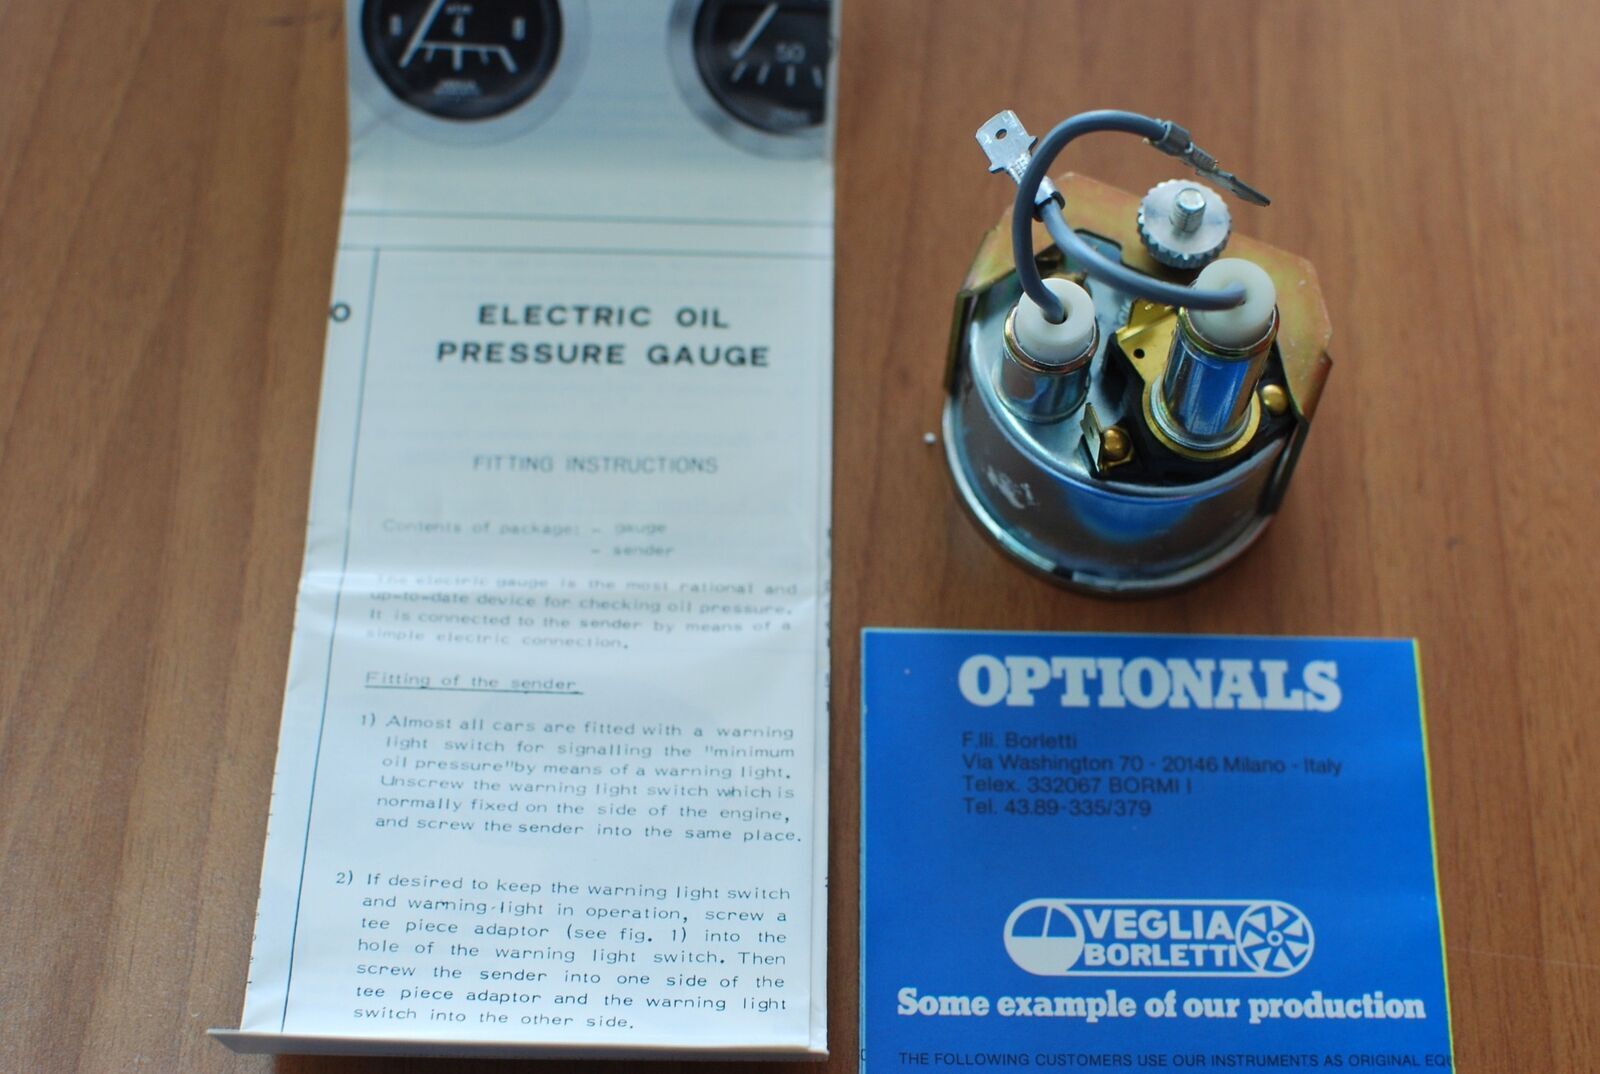 8
4
8
50
O
ELECTRIC OIL
PRESSURE GAUGE
FITTING INSTRUCTIONS
Contents of package: - gauge
- sender
The electric gauge is the most rational and
up-to-date device for checking oil pressure.
It is connected to the sender by means of a
simple electric connection.
Fitting of the sender
1) Almost all cars are fitted with a warning
light switch for signalling the "minimum
oil pressure"by means of a warning light.
Unscrew the warning light switch which is
normally fixed on the side of the engine,
and screw the sender into the same place.
2) If desired to keep the warning light switch
and warning-light in operation, screw a
tee piece adaptor (see fig. 1) into the
hole of the warning light switch. Then
screw the sender into one side of the
tee piece adaptor and the warning light
switch into the other side.
OPTIONALS
F.lli. Borletti
Via Washington 70 - 20146 Milano - Italy
Telex. 332067 BORMI I
Tel. 43.89-335/379
VEGLIA
BORLETTI
Some example of our production
THE FOLLOWING CUSTOMERS USE OUR INSTRUMENTS AS ORIGINAL EQU